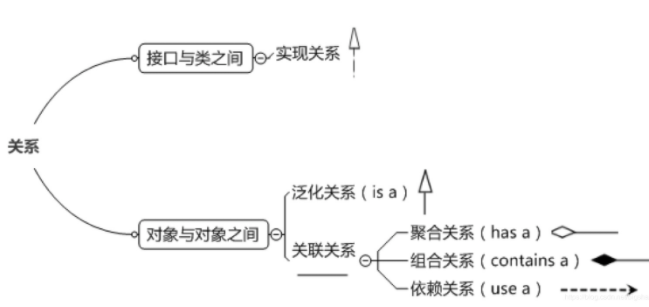 关系
接口与类之间
实现关系
对象与对象之间
泛化关系（is a）
关联关系
聚合关系（has a）
组合关系（contains a）
依赖关系（use a）